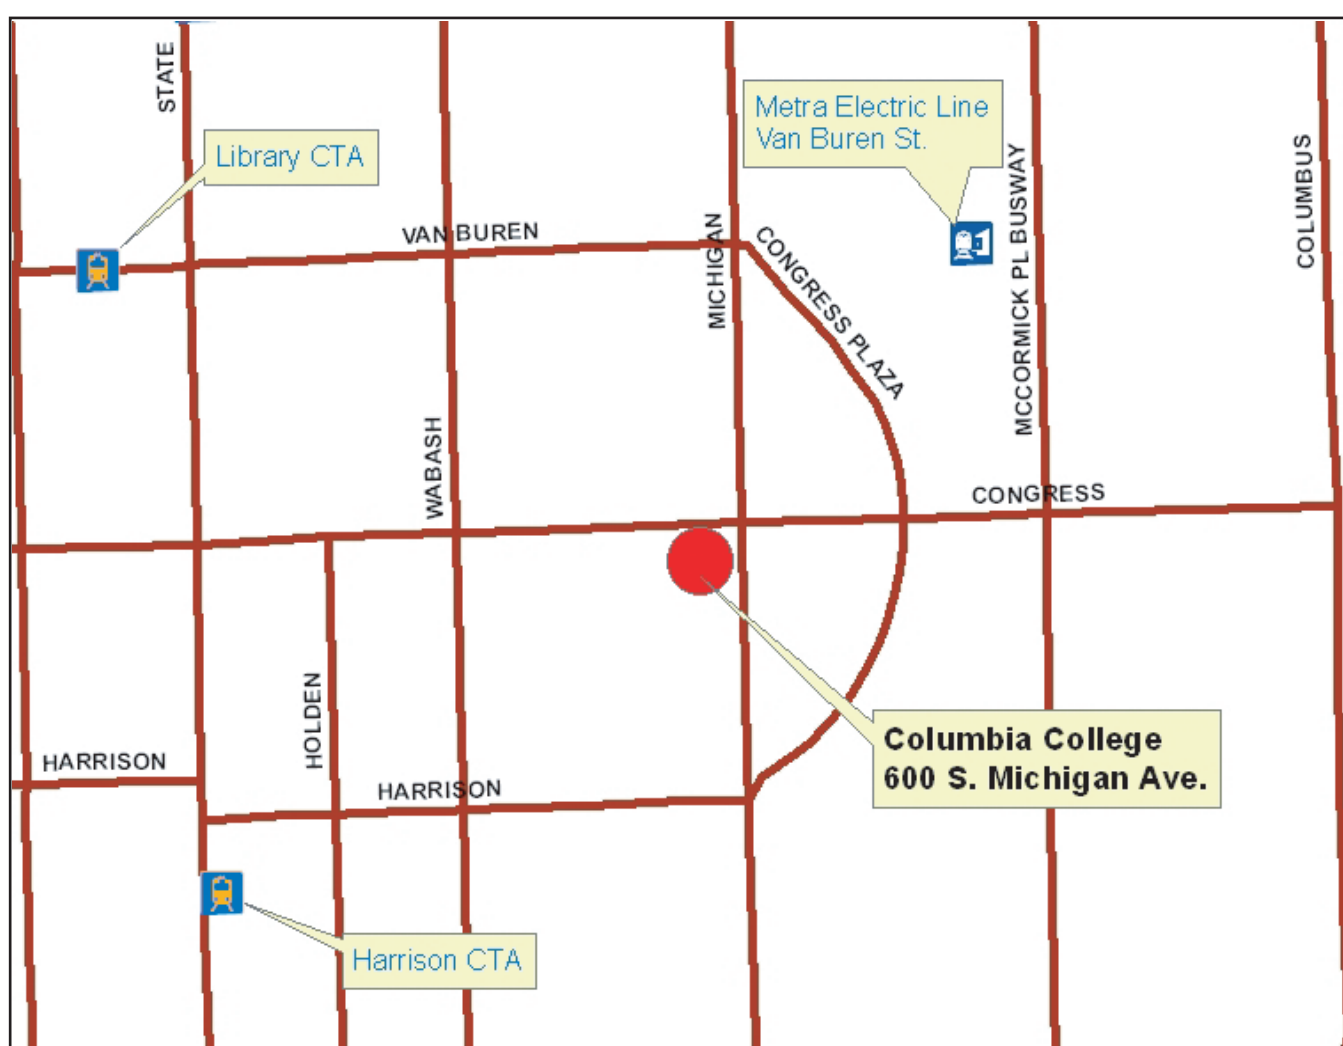 STATE
Library CTA
Metra Electric Line
Van Buren St.
MCCORMICK PL BUSWAY
COLUMBUS
VAN BUREN
MICHIGAN
CONGRESS PLAZA
WABASH
CONGRESS
HOLDEN
HARRISON
HARRISON
Columbia College
600 S. Michigan Ave.
Harrison CTA